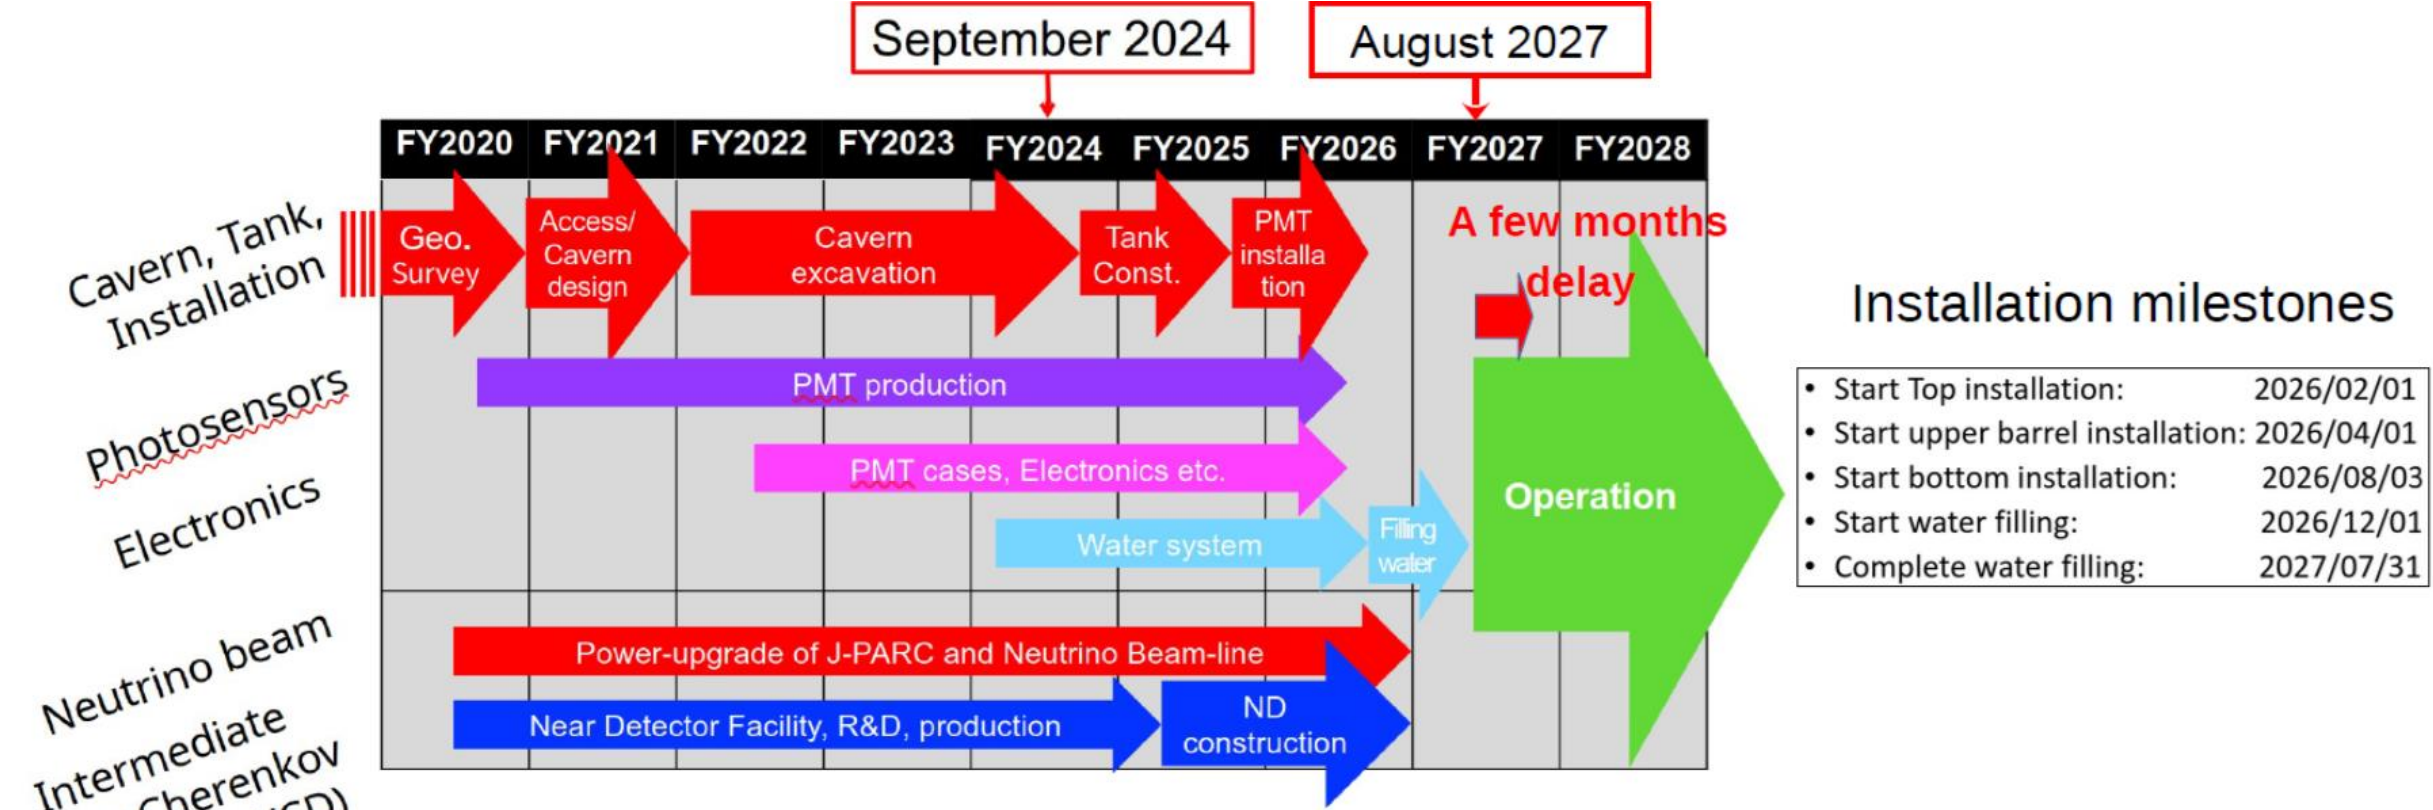 September 2024
August 2027
FY2020 FY2021 FY2022 FY2023 FY2024 FY2025 FY2026 FY2027 FY2028
Cavern, Tank,
Installation
Geo.
Survey
Access/
Cavern
design
Cavern
excavation
Tank
Const.
PMT
installa
tion
A few months
delay
Photosensors
PMT production
Electronics
PMT cases, Electronics etc.
Water system
Filling
water
Operation
Neutrino beam
Power-upgrade of J-PARC and Neutrino Beam-line
Intermediate
Cherenkov
Near Detector Facility, R&D, production
ND
construction
Installation milestones
• Start Top installation: 2026/02/01
• Start upper barrel installation: 2026/04/01
• Start bottom installation: 2026/08/03
• Start water filling: 2026/12/01
• Complete water filling: 2027/07/31